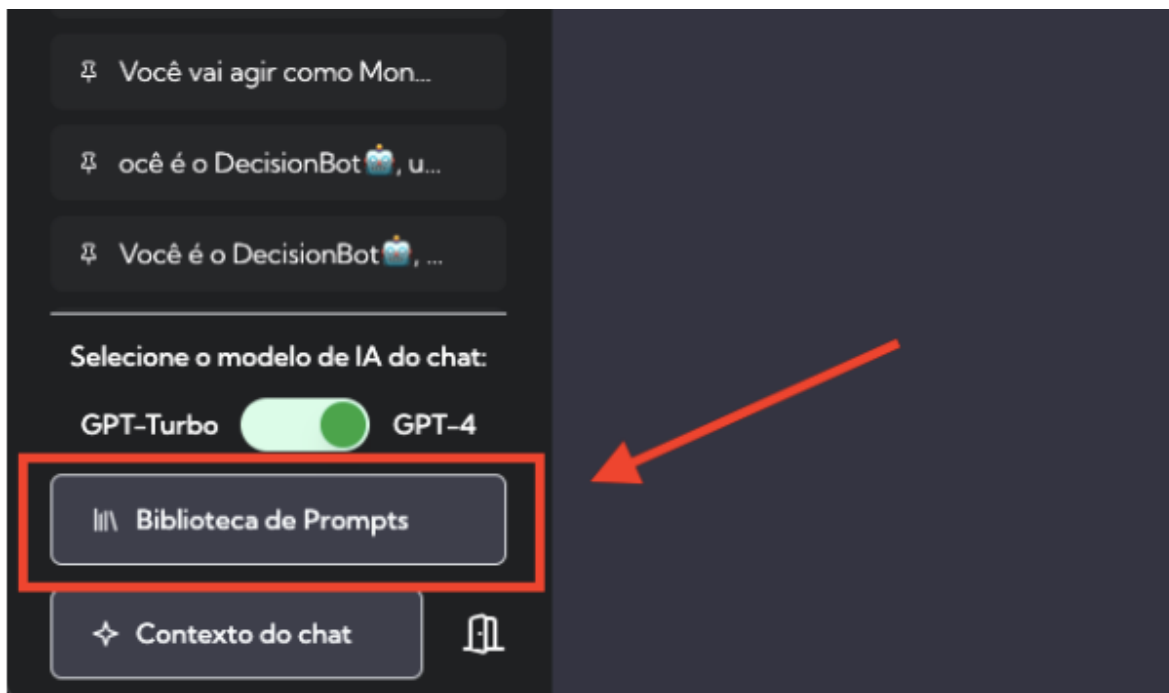 Você vai agir como Mon...
ocê é o DecisionBot🤖, u...
Você é o DecisionBot🤖, ...
Selecione o modelo de IA do chat:
GPT-Turbo GPT-4
Biblioteca de Prompts
Contexto do chat